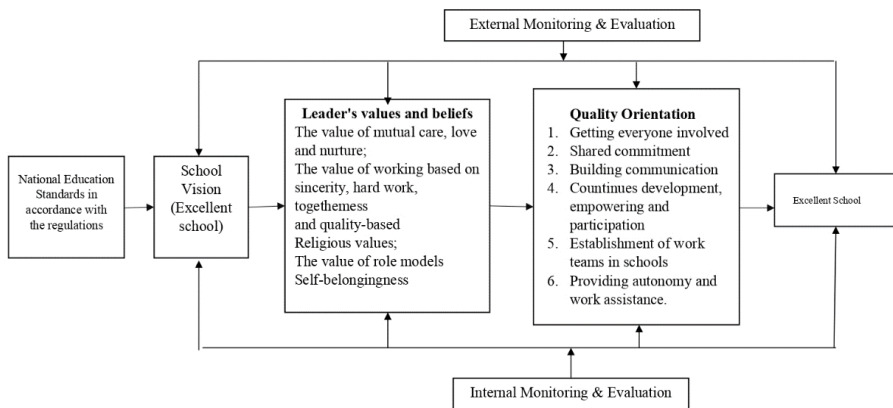 External Monitoring & Evaluation
National Education
Standards in
accordance with
the regulations
School
Vision
(Excellent
school)
Leader's values and beliefs
The value of mutual care, love
and nurture;
The value of working based on
sincerity, hard work,
togethemess
and quality-based
Religious values;
The value of role models
Self-belongingness
Quality Orientation
1. Getting everyone involved
2. Shared commitment
3. Building communication
4. Countinues development,
empowering and
participation
5. Establishment of work
teams in schools
6. Providing autonomy and
work assistance.
Excellent School
Internal Monitoring & Evaluation